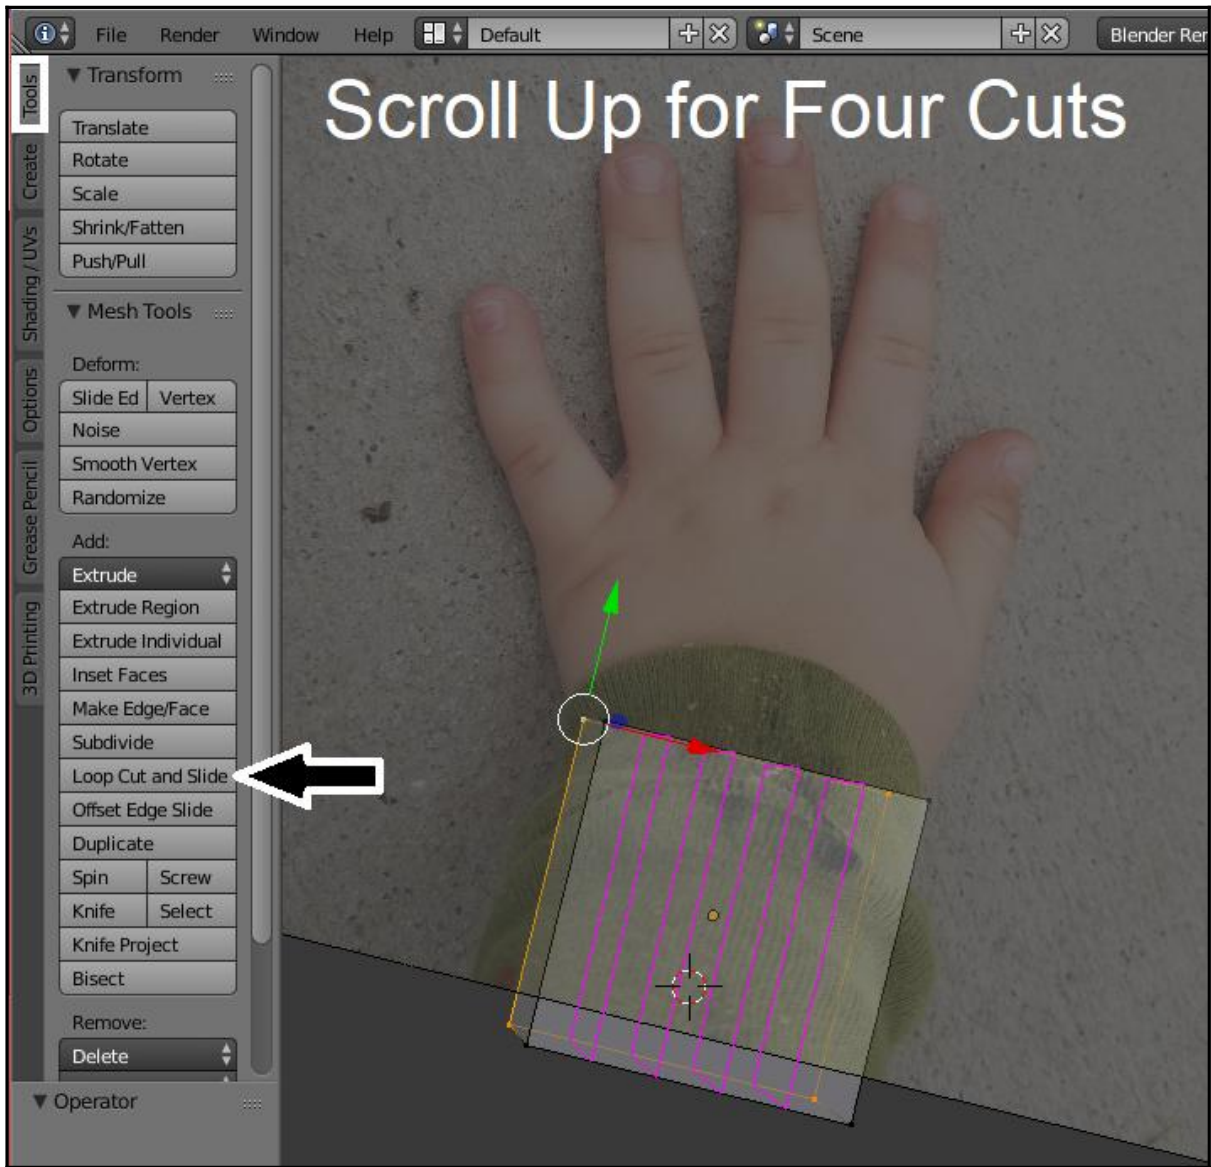 File Render Window Help Default Scene Blender Ren
Tools
Create
Shading / UVs
Options
Grease Pencil
3D Printing
Scroll Up for Four Cuts
▼ Transform
Translate
Rotate
Scale
Shrink/Fatten
Push/Pull
▼ Mesh Tools
Deform:
Slide Ed Vertex
Noise
Smooth Vertex
Randomize
Add:
Extrude
Extrude Region
Extrude Individual
Inset Faces
Make Edge/Face
Subdivide
Loop Cut and Slide
Offset Edge Slide
Duplicate
Spin Screw
Knife Select
Knife Project
Bisect
Remove:
Delete
▼ Operator